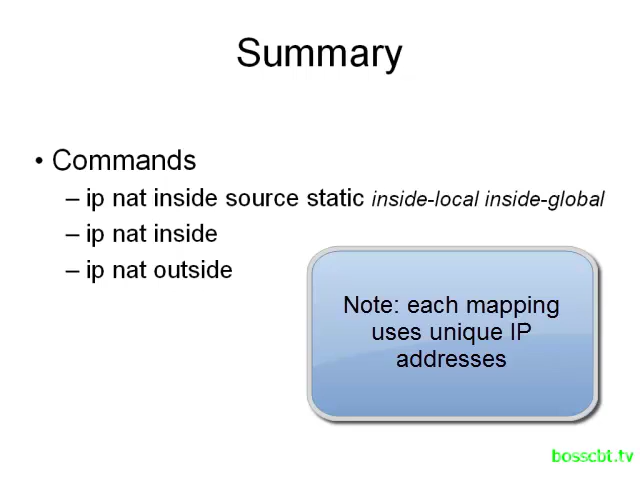 Summary
• Commands
– ip nat inside source static inside-local inside-global
– ip nat inside
– ip nat outside
Note: each mapping
uses unique IP
addresses
bosscbt.tv